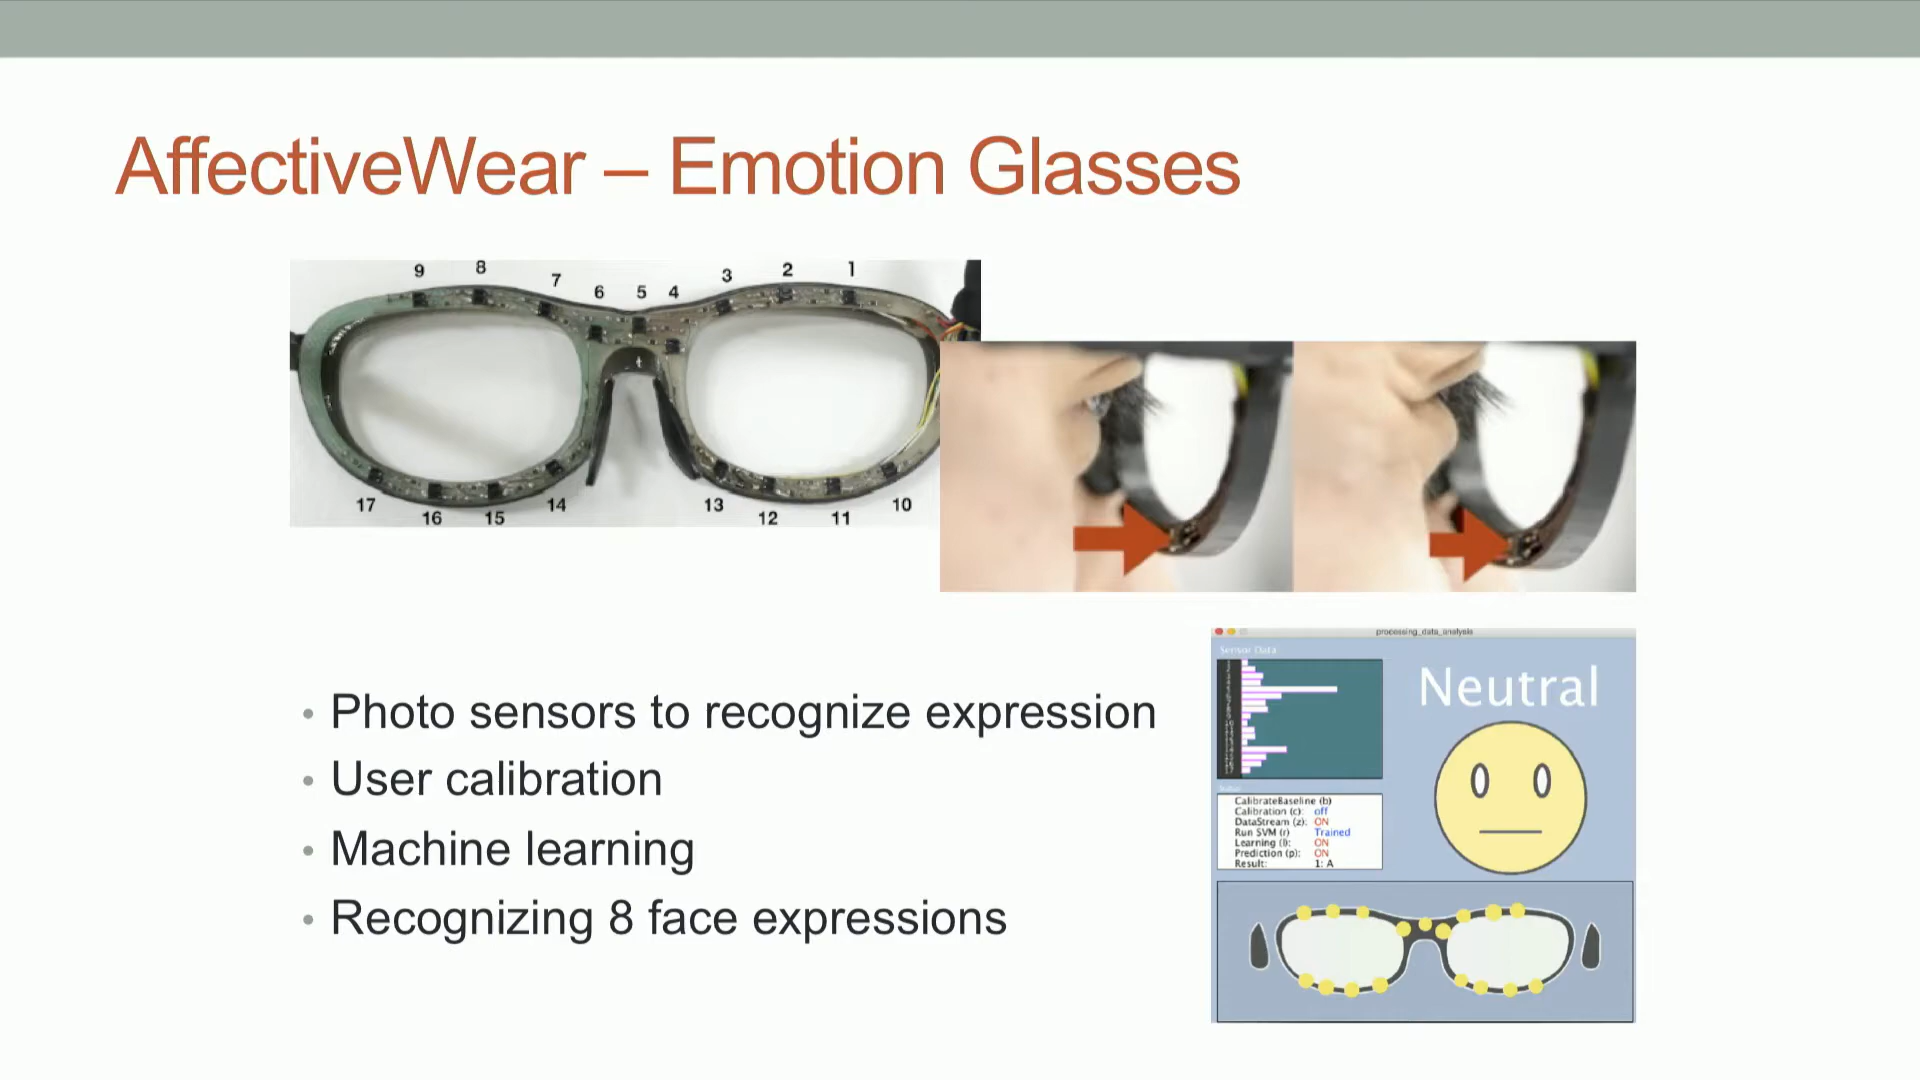 AffectiveWear – Emotion Glasses
9 8 7 6 5 4 3 2 1
17 16 15 14 13 12 11 10
• Photo sensors to recognize expression
• User calibration
• Machine learning
• Recognizing 8 face expressions
processing_data_analysis
Sensor Data
Neutral
CalibrateBaseline (b)
Calibration (c): off
DataStream (z): ON
Run SVM (r) Trained
Learning (l): ON
Prediction (p): ON
Result: 1: A